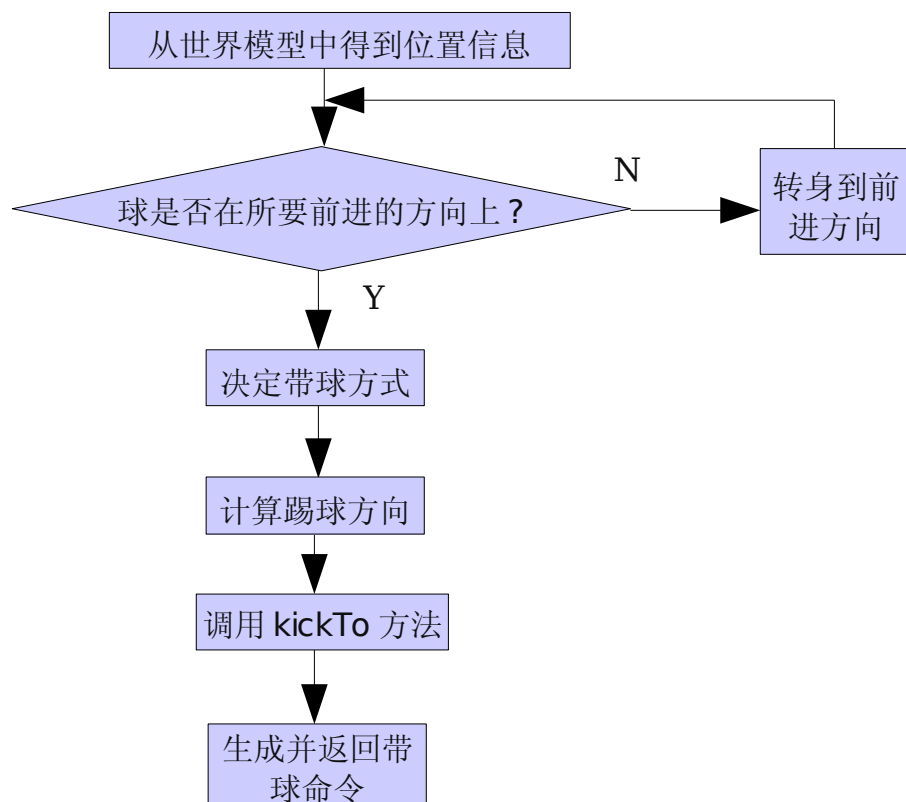 从世界模型中得到位置信息
球是否在所要前进的方向上?
N
转身到前
进方向
Y
决定带球方式
计算踢球方向
调用 kickTo 方法
生成并返回带
球命令